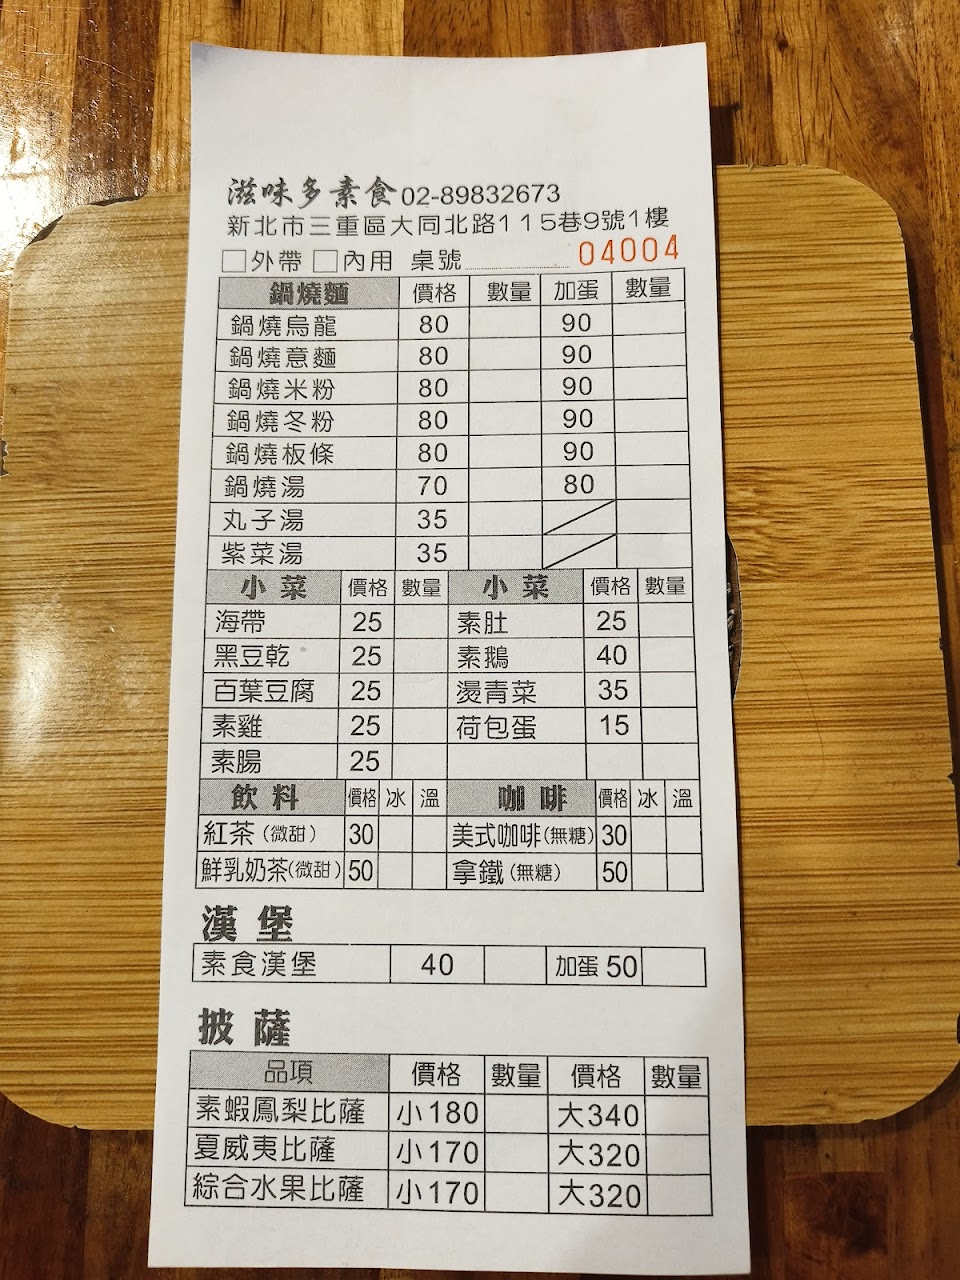 滋味多素食 02-89832673
新北市三重區大同北路115巷9號1樓
□外帶 □內用 桌號 04004
鍋燒麵 價格 數量 加蛋 數量
鍋燒烏龍 80 90
鍋燒意麵 80 90
鍋燒米粉 80 90
鍋燒冬粉 80 90
鍋燒板條 80 90
鍋燒湯 70 80
丸子湯 35
紫菜湯 35
小菜 價格 數量 小菜 價格 數量
海帶 25 素肚 25
黑豆乾 25 素鵝 40
百葉豆腐 25 燙青菜 35
素雞 25 荷包蛋 15
素腸 25
飲料 價格 冰 溫 咖啡 價格 冰 溫
紅茶(微甜) 30 美式咖啡(無糖) 30
鮮乳奶茶(微甜) 50 拿鐵(無糖) 50
漢堡
素食漢堡 40 加蛋 50
披薩
品項 價格 數量 價格 數量
素蝦鳳梨比薩 小180 大340
夏威夷比薩 小170 大320
綜合水果比薩 小170 大320